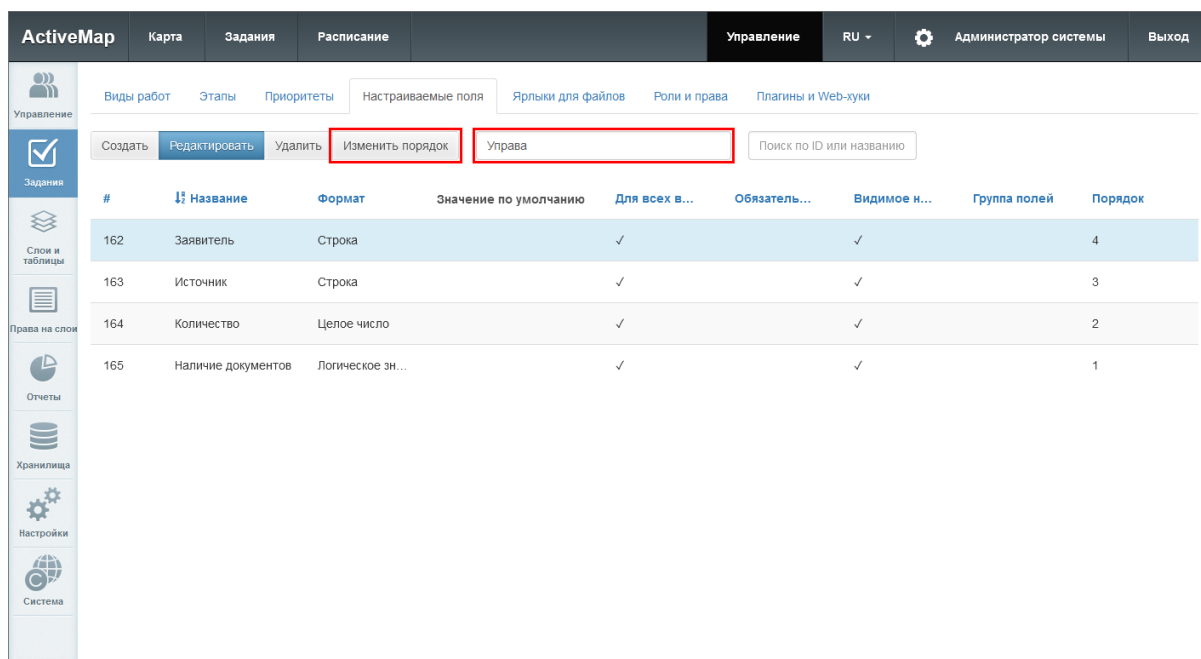 ActiveMap Карта Задания Расписание Управление RU Администратор системы Выход
Управление
Задания
Слои и
таблицы
Права на слои
Отчеты
Хранилища
Настройки
Система
Виды работ Этапы Приоритеты Настраиваемые поля Ярлыки для файлов Роли и права Плагины и Web-хуки
Создать Редактировать Удалить Изменить порядок Управа Поиск по ID или названию
# Название Формат Значение по умолчанию Для всех в... Обязатель... Видимое н... Группа полей Порядок
162 Заявитель Строка ✓ ✓ 4
163 Источник Строка ✓ ✓ 3
164 Количество Целое число ✓ ✓ 2
165 Наличие документов Логическое зн... ✓ ✓ 1